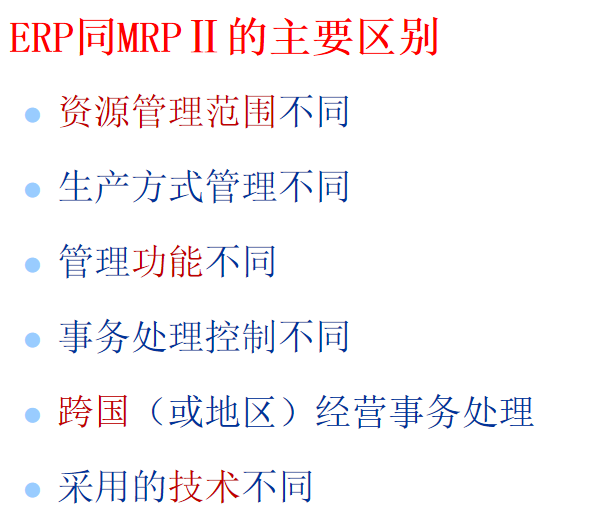 ERP同MRPⅡ的主要区别
资源管理范围不同
生产方式管理不同
管理功能不同
事务处理控制不同
跨国（或地区）经营事务处理
采用的技术不同